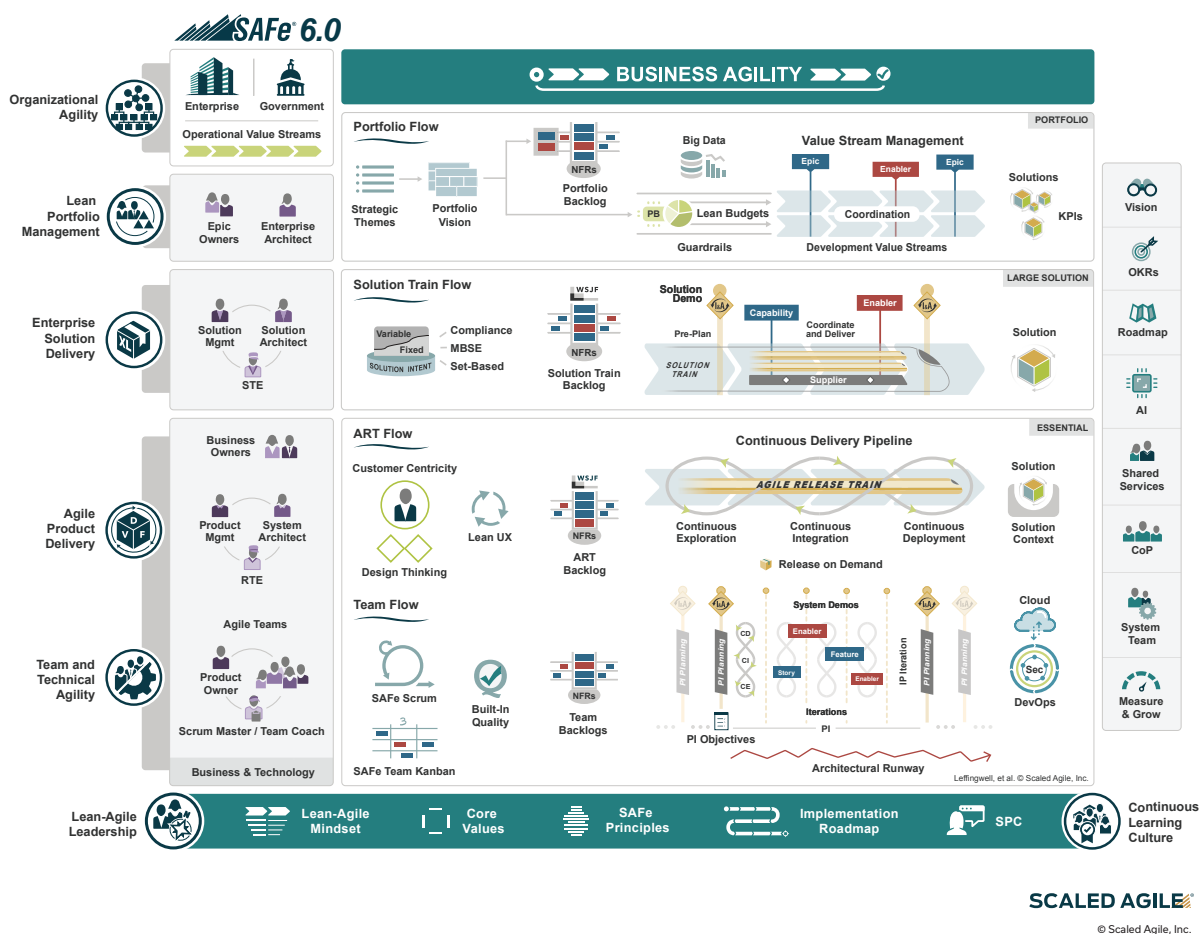 SAFe® 6.0
Organizational
Agility
Enterprise
Government
Operational Value Streams
BUSINESS AGILITY
PORTFOLIO
Portfolio Flow
Strategic
Themes
Portfolio
Vision
NFRs
Portfolio
Backlog
Big Data
PB
Lean Budgets
Guardrails
Value Stream Management
Epic
Enabler
Epic
Coordination
Development Value Streams
Solutions
KPIs
Lean
Portfolio
Management
Epic
Owners
Enterprise
Architect
LARGE SOLUTION
Enterprise
Solution
Delivery
XL
Solution
Mgmt
Solution
Architect
STE
Solution Train Flow
Variable
Fixed
SOLUTION INTENT
Compliance
MBSE
Set-Based
WSJF
NFRs
Solution Train
Backlog
Solution
Demo
I&A
I&A
Pre-Plan
Capability
Coordinate
and Deliver
Enabler
SOLUTION
TRAIN
Supplier
Solution
ESSENTIAL
Agile
Product
Delivery
D
V
F
Business
Owners
Product
Mgmt
System
Architect
RTE
ART Flow
Customer Centricity
Design Thinking
Lean UX
WSJF
NFRs
ART
Backlog
Continuous Delivery Pipeline
AGILE RELEASE TRAIN
Continuous
Exploration
Continuous
Integration
Continuous
Deployment
Release on Demand
Solution
Solution
Context
Team and
Technical
Agility
Agile Teams
Product
Owner
Scrum Master / Team Coach
Business & Technology
Team Flow
SAFe Scrum
3
SAFe Team Kanban
Built-In
Quality
NFRs
Team
Backlogs
I&A
I&A
I&A
I&A
PI Planning
PI Planning
CD
CI
CE
System Demos
Enabler
Feature
Story
Enabler
Iterations
IP Iteration
PI Planning
PI Planning
PI
PI Objectives
Architectural Runway
Cloud
Sec
DevOps
Leffingwell, et al. © Scaled Agile, Inc.
Vision
OKRs
Roadmap
AI
Shared
Services
CoP
System
Team
Measure
& Grow
Lean-Agile
Leadership
Lean-Agile
Mindset
Core
Values
SAFe
Principles
Implementation
Roadmap
SPC
Continuous
Learning
Culture
SCALED AGILE®
© Scaled Agile, Inc.